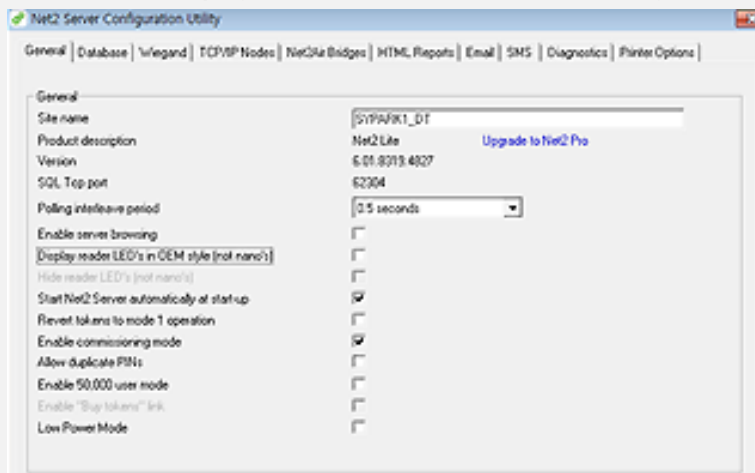 Net2 Server Configuration Utility
General | Database | Wiegand | TCP/IP Nodes | Net2Air Bridges | HTML Reports | Email | SMS | Diagnostics | Printer Options |
General
Site name SYPARK1_DT
Product description Net2 Lite Upgrade to Net2 Pro
Version 6.01.8319.4827
SQL Tcp port 62304
Polling interleave period 0.5 seconds
Enable server browsing
Display reader LED's in OEM style (not nano's)
Hide reader LED's (not nano's)
Start Net2 Server automatically at start-up
Revert tokens to mode 1 operation
Enable commissioning mode
Allow duplicate PINs
Enable 50,000 user mode
Enable "Buy tokens" link
Low Power Mode